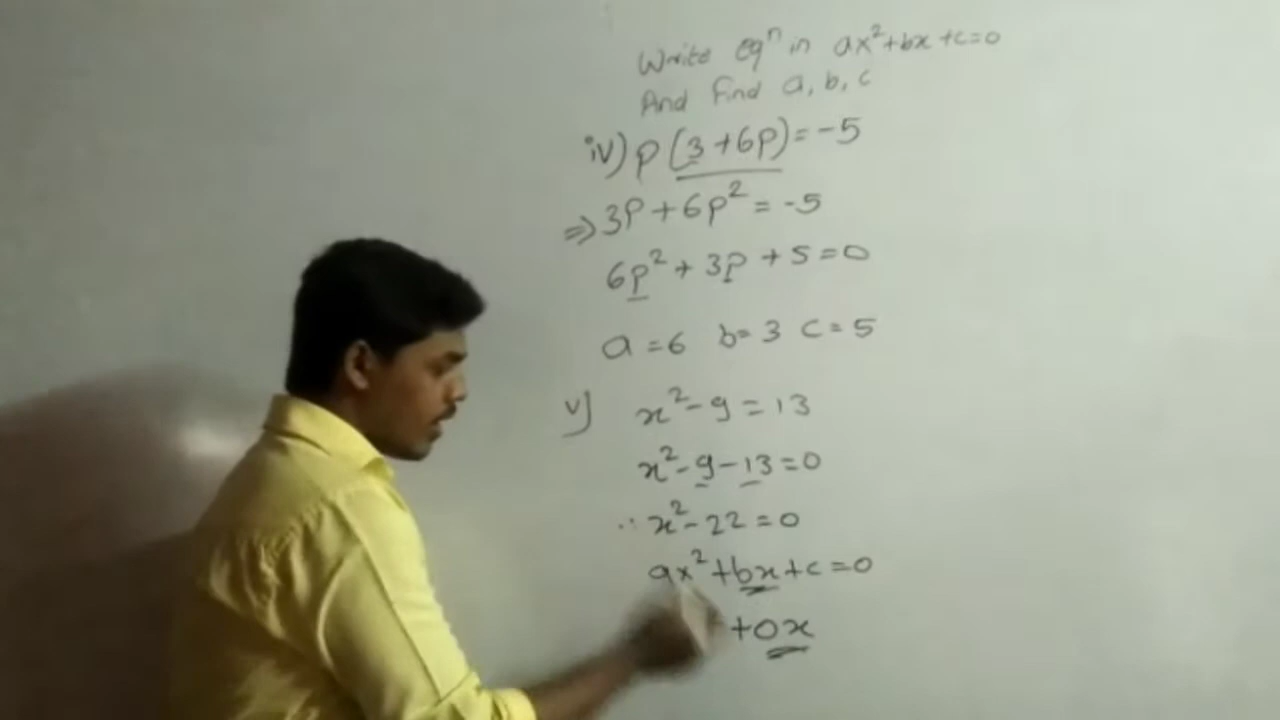 Write eqⁿ in ax²+bx+c=0
And Find a, b, c
iv) p(3+6p)=-5
⇒3p+6p²=-5
6p²+3p+5=0
a=6 b=3 c=5
v) x²-9=13
x²-9-13=0
∴x²-22=0
ax²+bx+c=0
+0x